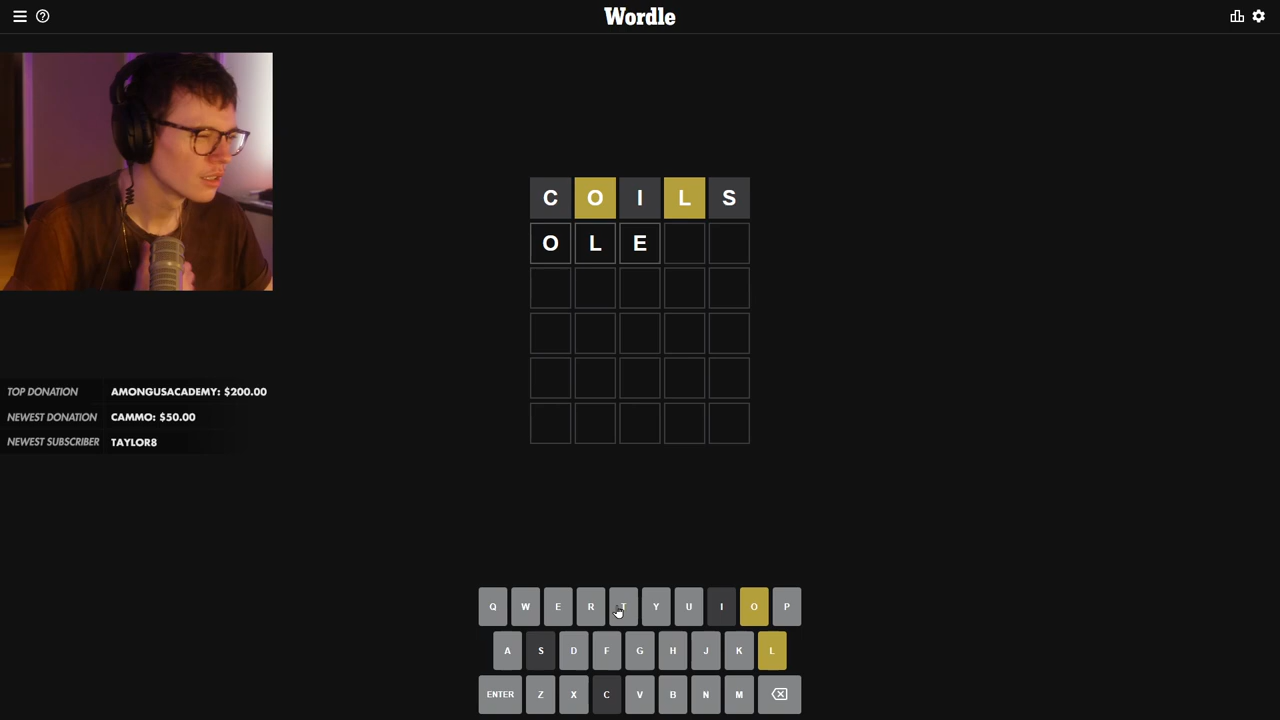 Wordle
C O I L S
O L E
TOP DONATION AMONGUSACADEMY: $200.00
NEWEST DONATION CAMMO: $50.00
NEWEST SUBSCRIBER TAYLOR8
Q W E R T Y U I O P
A S D F G H J K L
ENTER Z X C V B N M